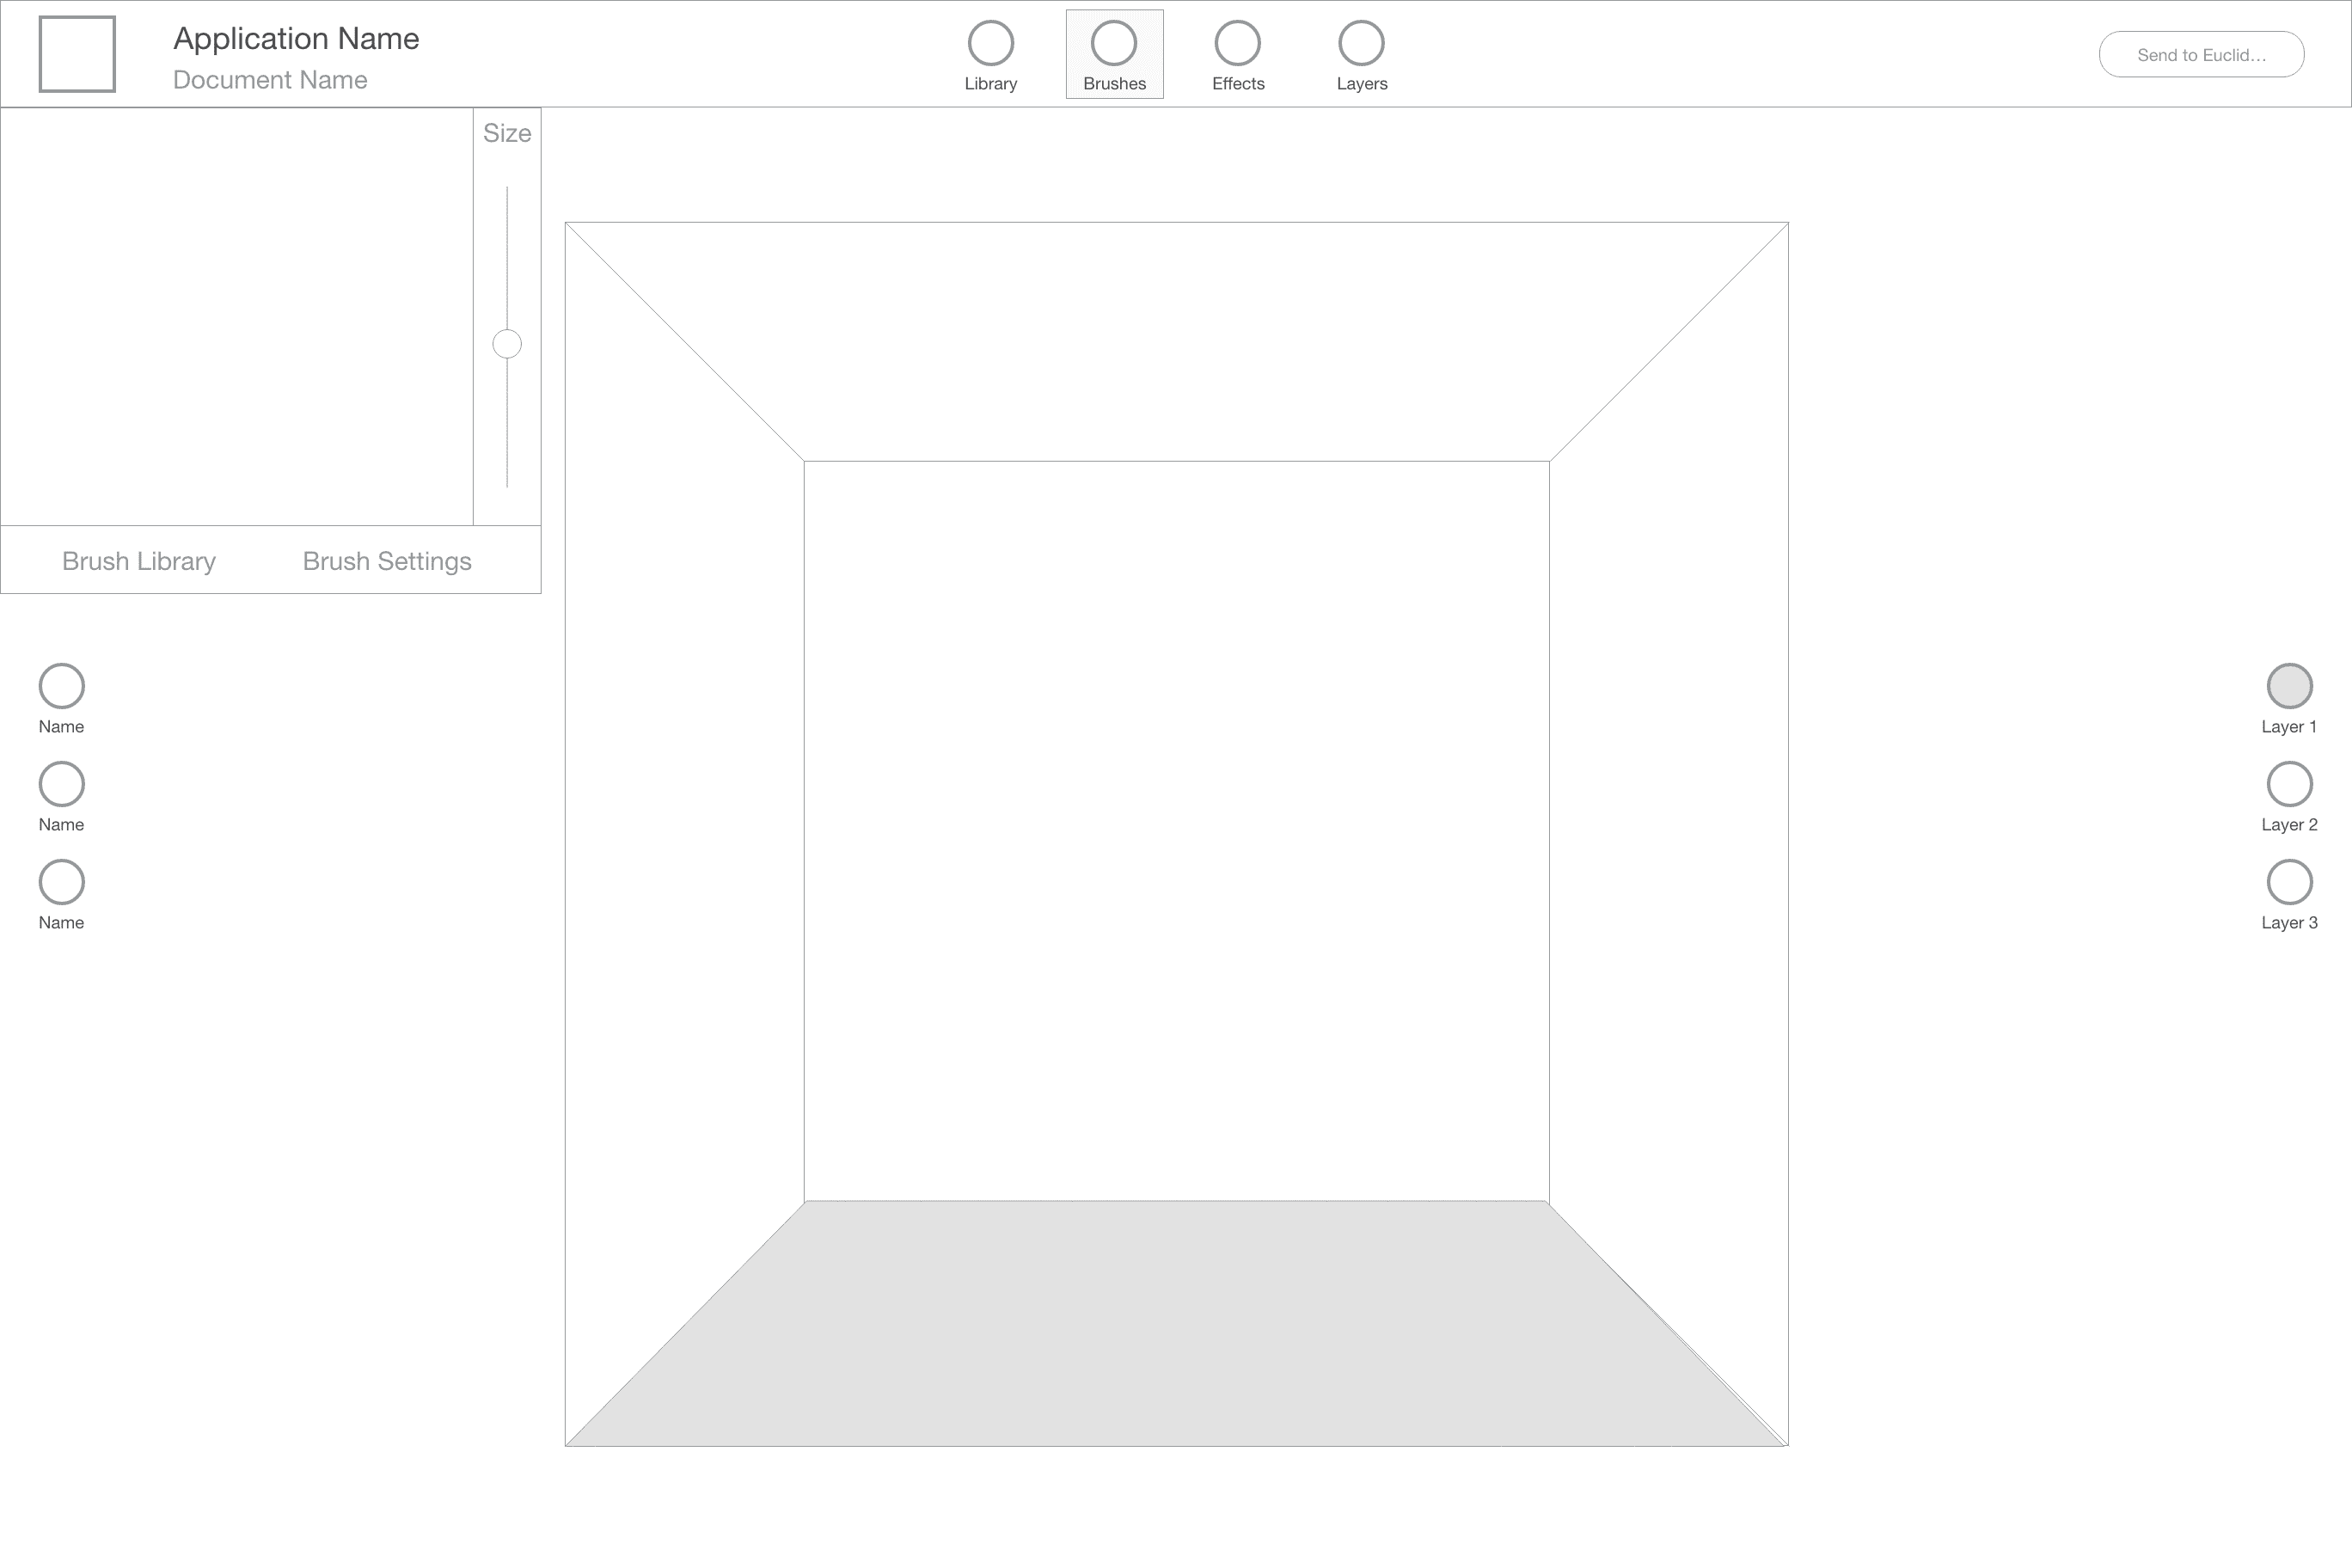 Application Name
Document Name
Library
Brushes
Effects
Layers
Send to Euclid...
Size
Brush Library
Brush Settings
Name
Name
Name
Layer 1
Layer 2
Layer 3